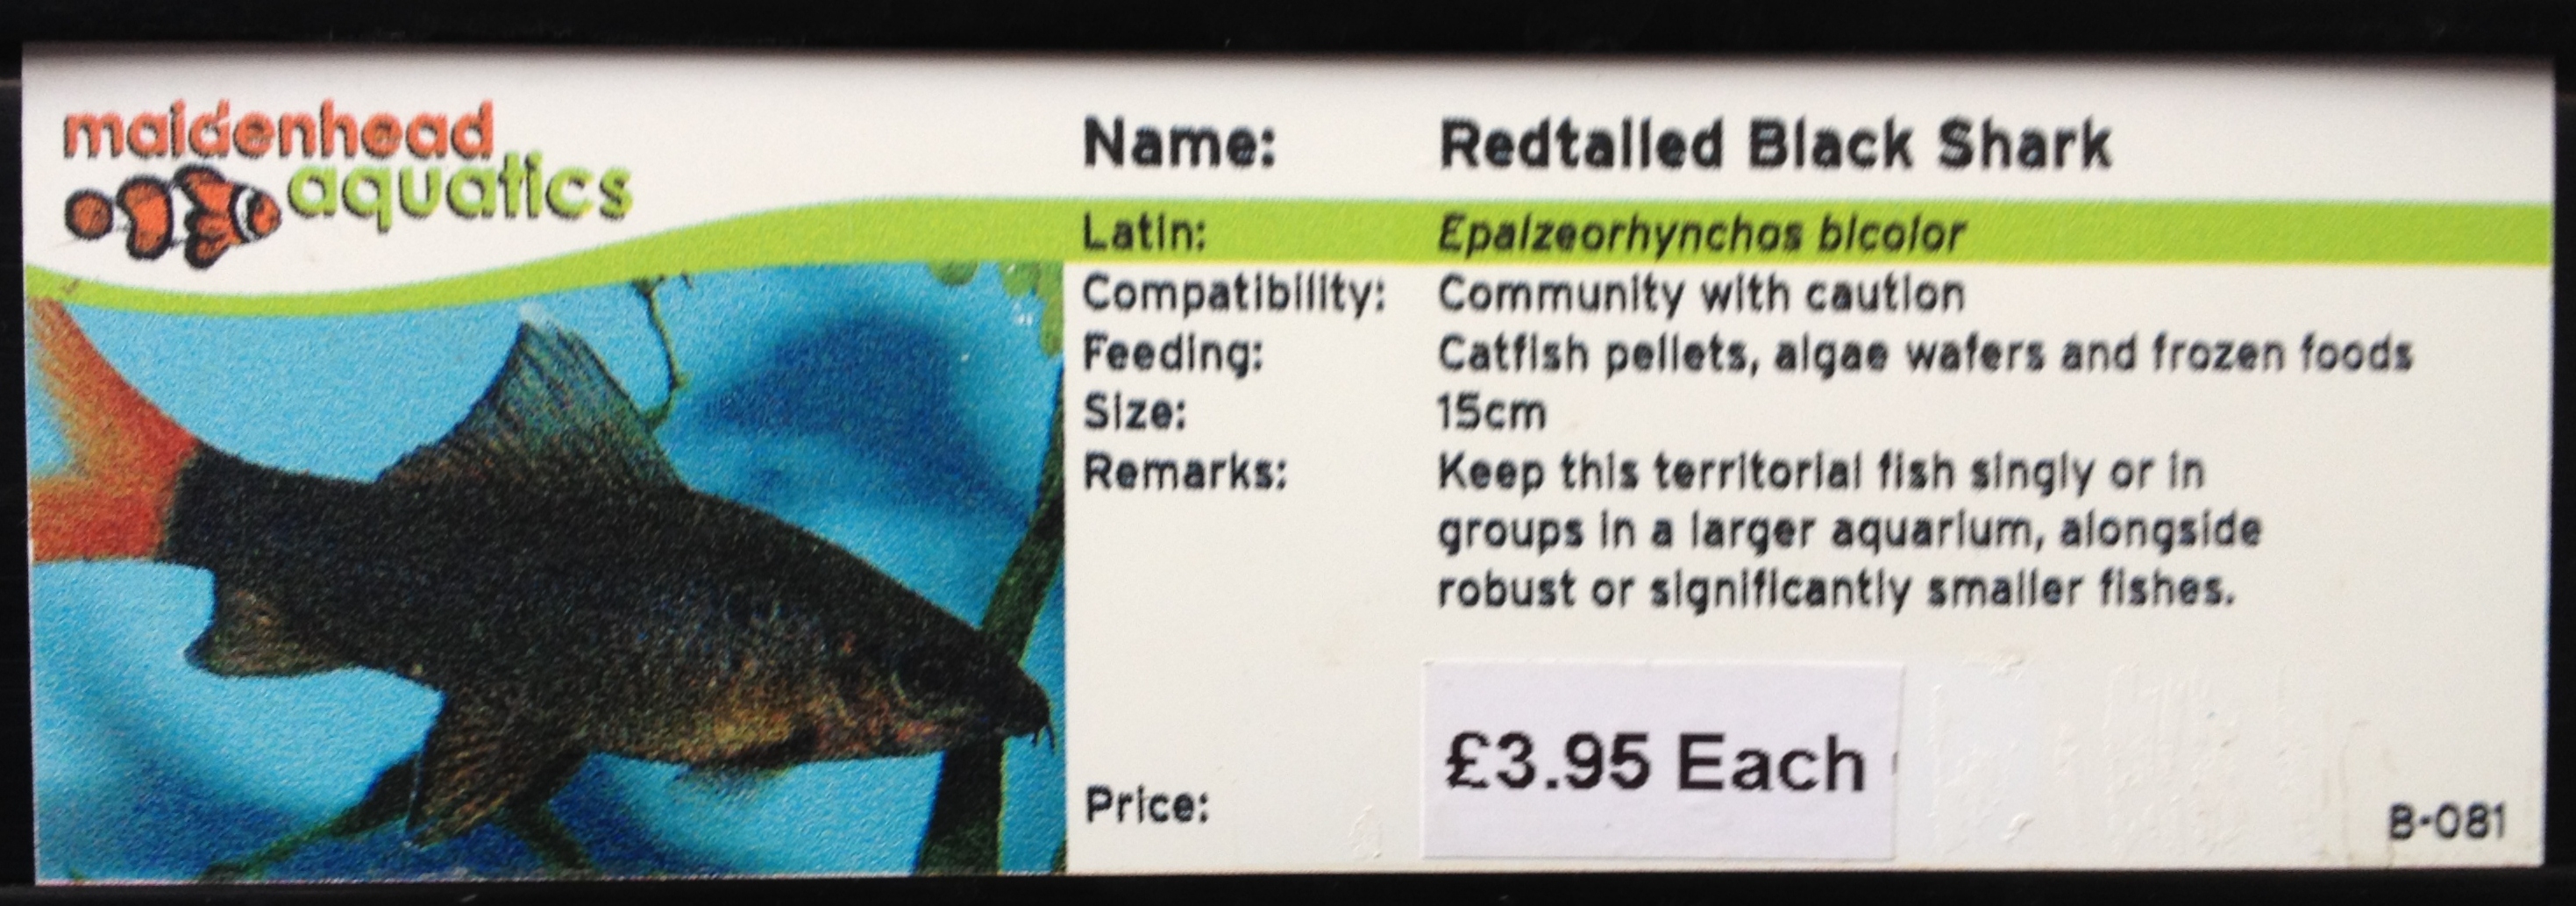 maidenhead
aquatics
Name: Redtailed Black Shark
Latin: Epalzeorhynchos bicolor
Compatibility: Community with caution
Feeding: Catfish pellets, algae wafers and frozen foods
Size: 15cm
Remarks: Keep this territorial fish singly or in
groups in a larger aquarium, alongside
robust or significantly smaller fishes.
Price: £3.95 Each
B-081